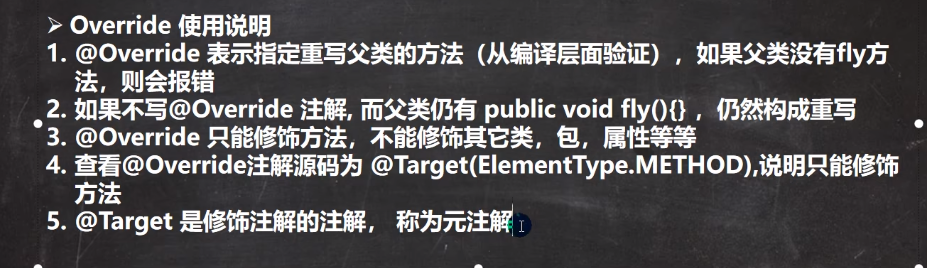 ➢ Override 使用说明
1. @Override 表示指定重写父类的方法（从编译层面验证），如果父类没有fly方
法，则会报错
2. 如果不写@Override 注解, 而父类仍有 public void fly(){} ，仍然构成重写
3. @Override 只能修饰方法，不能修饰其它类，包，属性等等
4. 查看@Override注解源码为 @Target(ElementType.METHOD),说明只能修饰
方法
5. @Target 是修饰注解的注解， 称为元注解